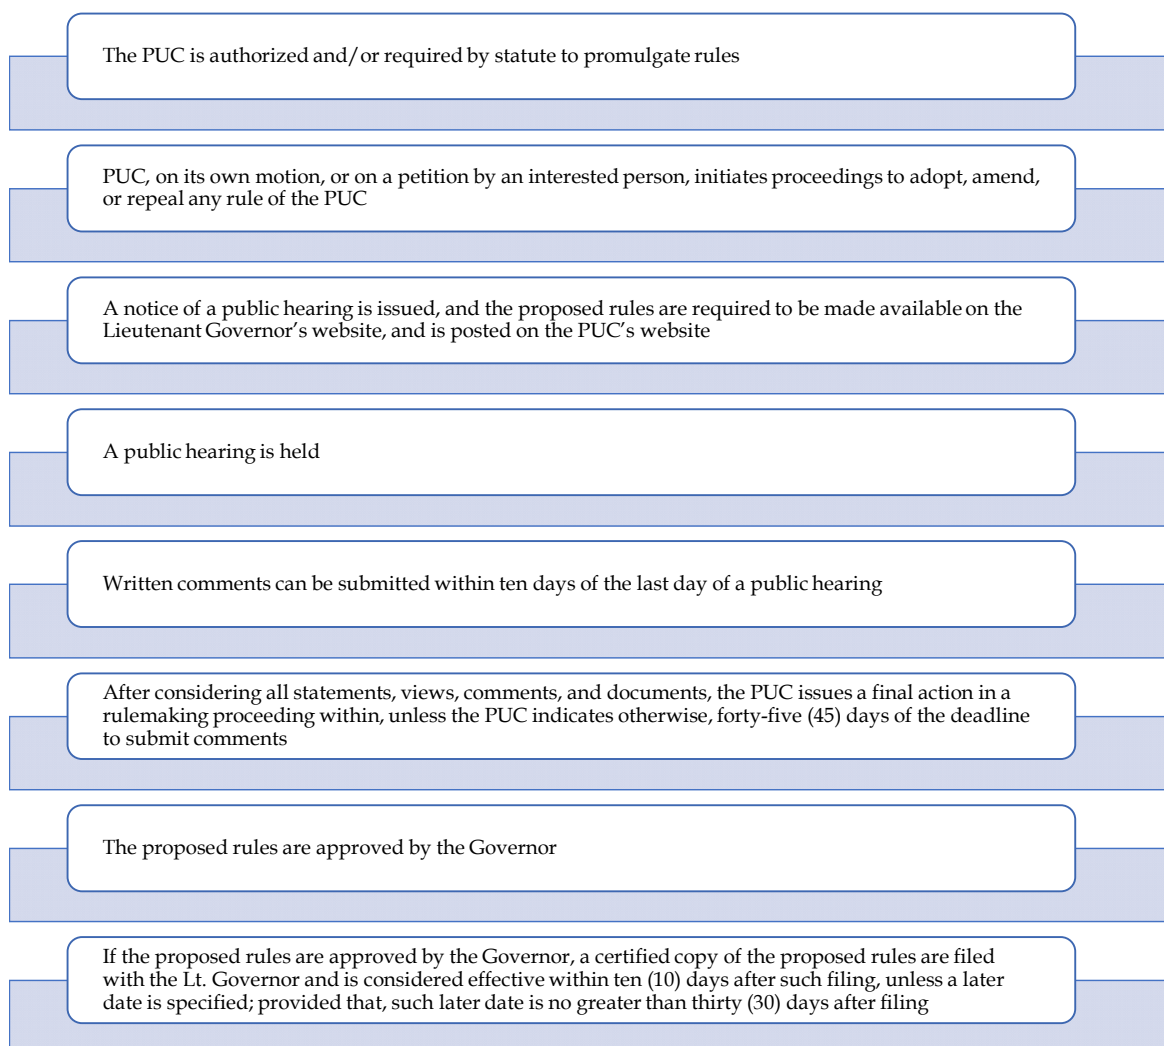 The PUC is authorized and/or required by statute to promulgate rules
PUC, on its own motion, or on a petition by an interested person, initiates proceedings to adopt, amend,
or repeal any rule of the PUC
A notice of a public hearing is issued, and the proposed rules are required to be made available on the
Lieutenant Governor's website, and is posted on the PUC's website
A public hearing is held
Written comments can be submitted within ten days of the last day of a public hearing
After considering all statements, views, comments, and documents, the PUC issues a final action in a
rulemaking proceeding within, unless the PUC indicates otherwise, forty-five (45) days of the deadline
to submit comments
The proposed rules are approved by the Governor
If the proposed rules are approved by the Governor, a certified copy of the proposed rules are filed
with the Lt. Governor and is considered effective within ten (10) days after such filing, unless a later
date is specified; provided that, such later date is no greater than thirty (30) days after filing